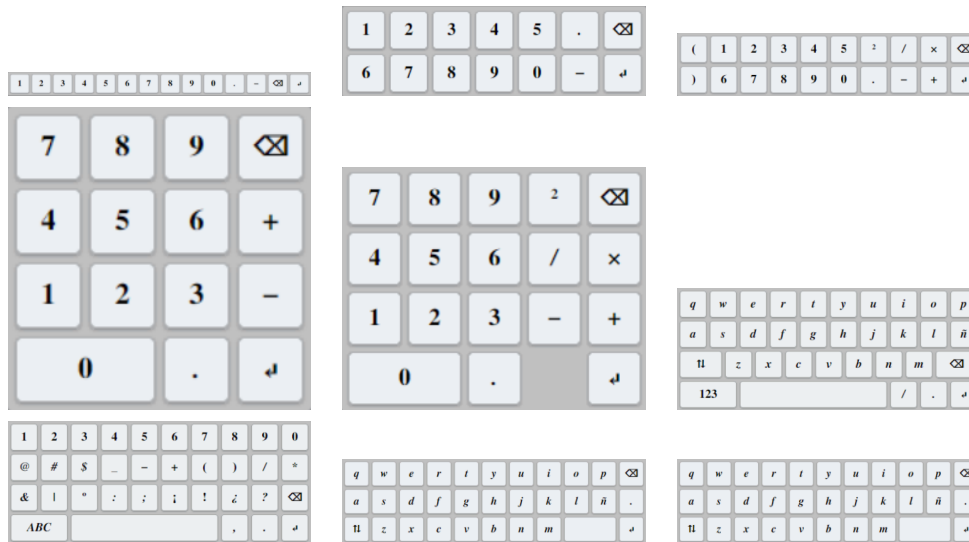 1 2 3 4 5 6 7 8 9 0 . − ⌫ ↲
1 2 3 4 5 . ⌫
6 7 8 9 0 − ↲
( 1 2 3 4 5 ² / × ⌫
) 6 7 8 9 0 . − + ↲
7 8 9 ⌫
4 5 6 +
1 2 3 −
0 . ↲
7 8 9 ² ⌫
4 5 6 / ×
1 2 3 − +
0 . ↲
q w e r t y u i o p
a s d f g h j k l ñ
⇅ z x c v b n m ⌫
123 / . ↲
1 2 3 4 5 6 7 8 9 0
@ # $ _ − + ( ) / *
& | ° : ; ¡ ! ¿ ? ⌫
ABC , . ↲
q w e r t y u i o p ⌫
a s d f g h j k l ñ .
⇅ z x c v b n m ↲
q w e r t y u i o p ⌫
a s d f g h j k l ñ .
⇅ z x c v b n m ↲